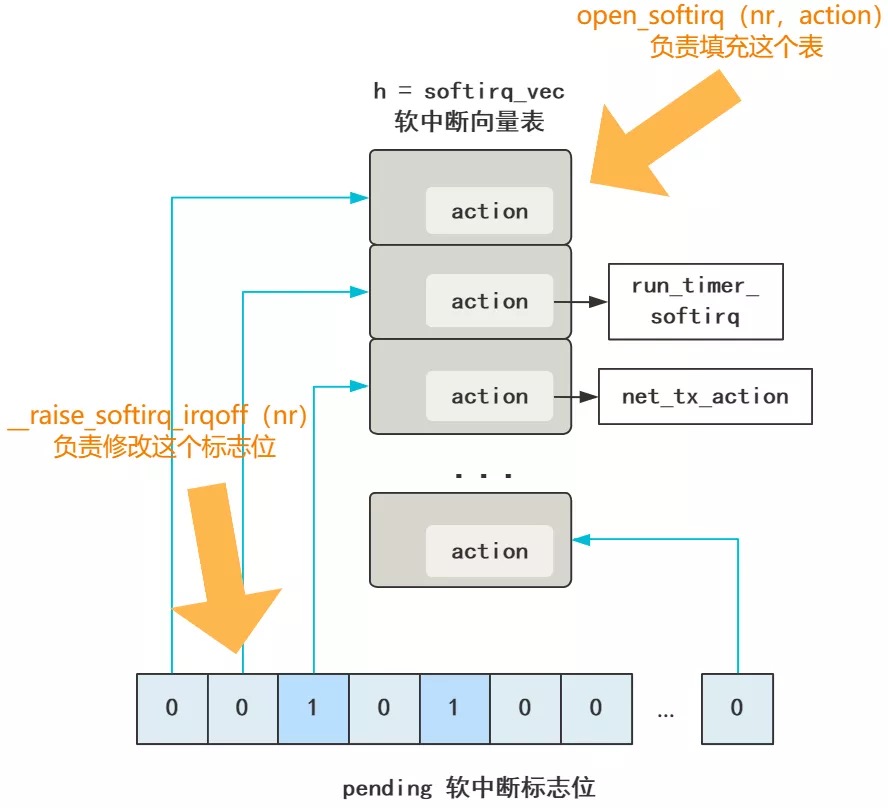 open_softirq（nr，action）
负责填充这个表
h = softirq_vec
软中断向量表
action
action
run_timer_
softirq
action
net_tx_action
__raise_softirq_irqoff（nr）
负责修改这个标志位
...
action
0 0 1 0 1 0 0 ... 0
pending 软中断标志位